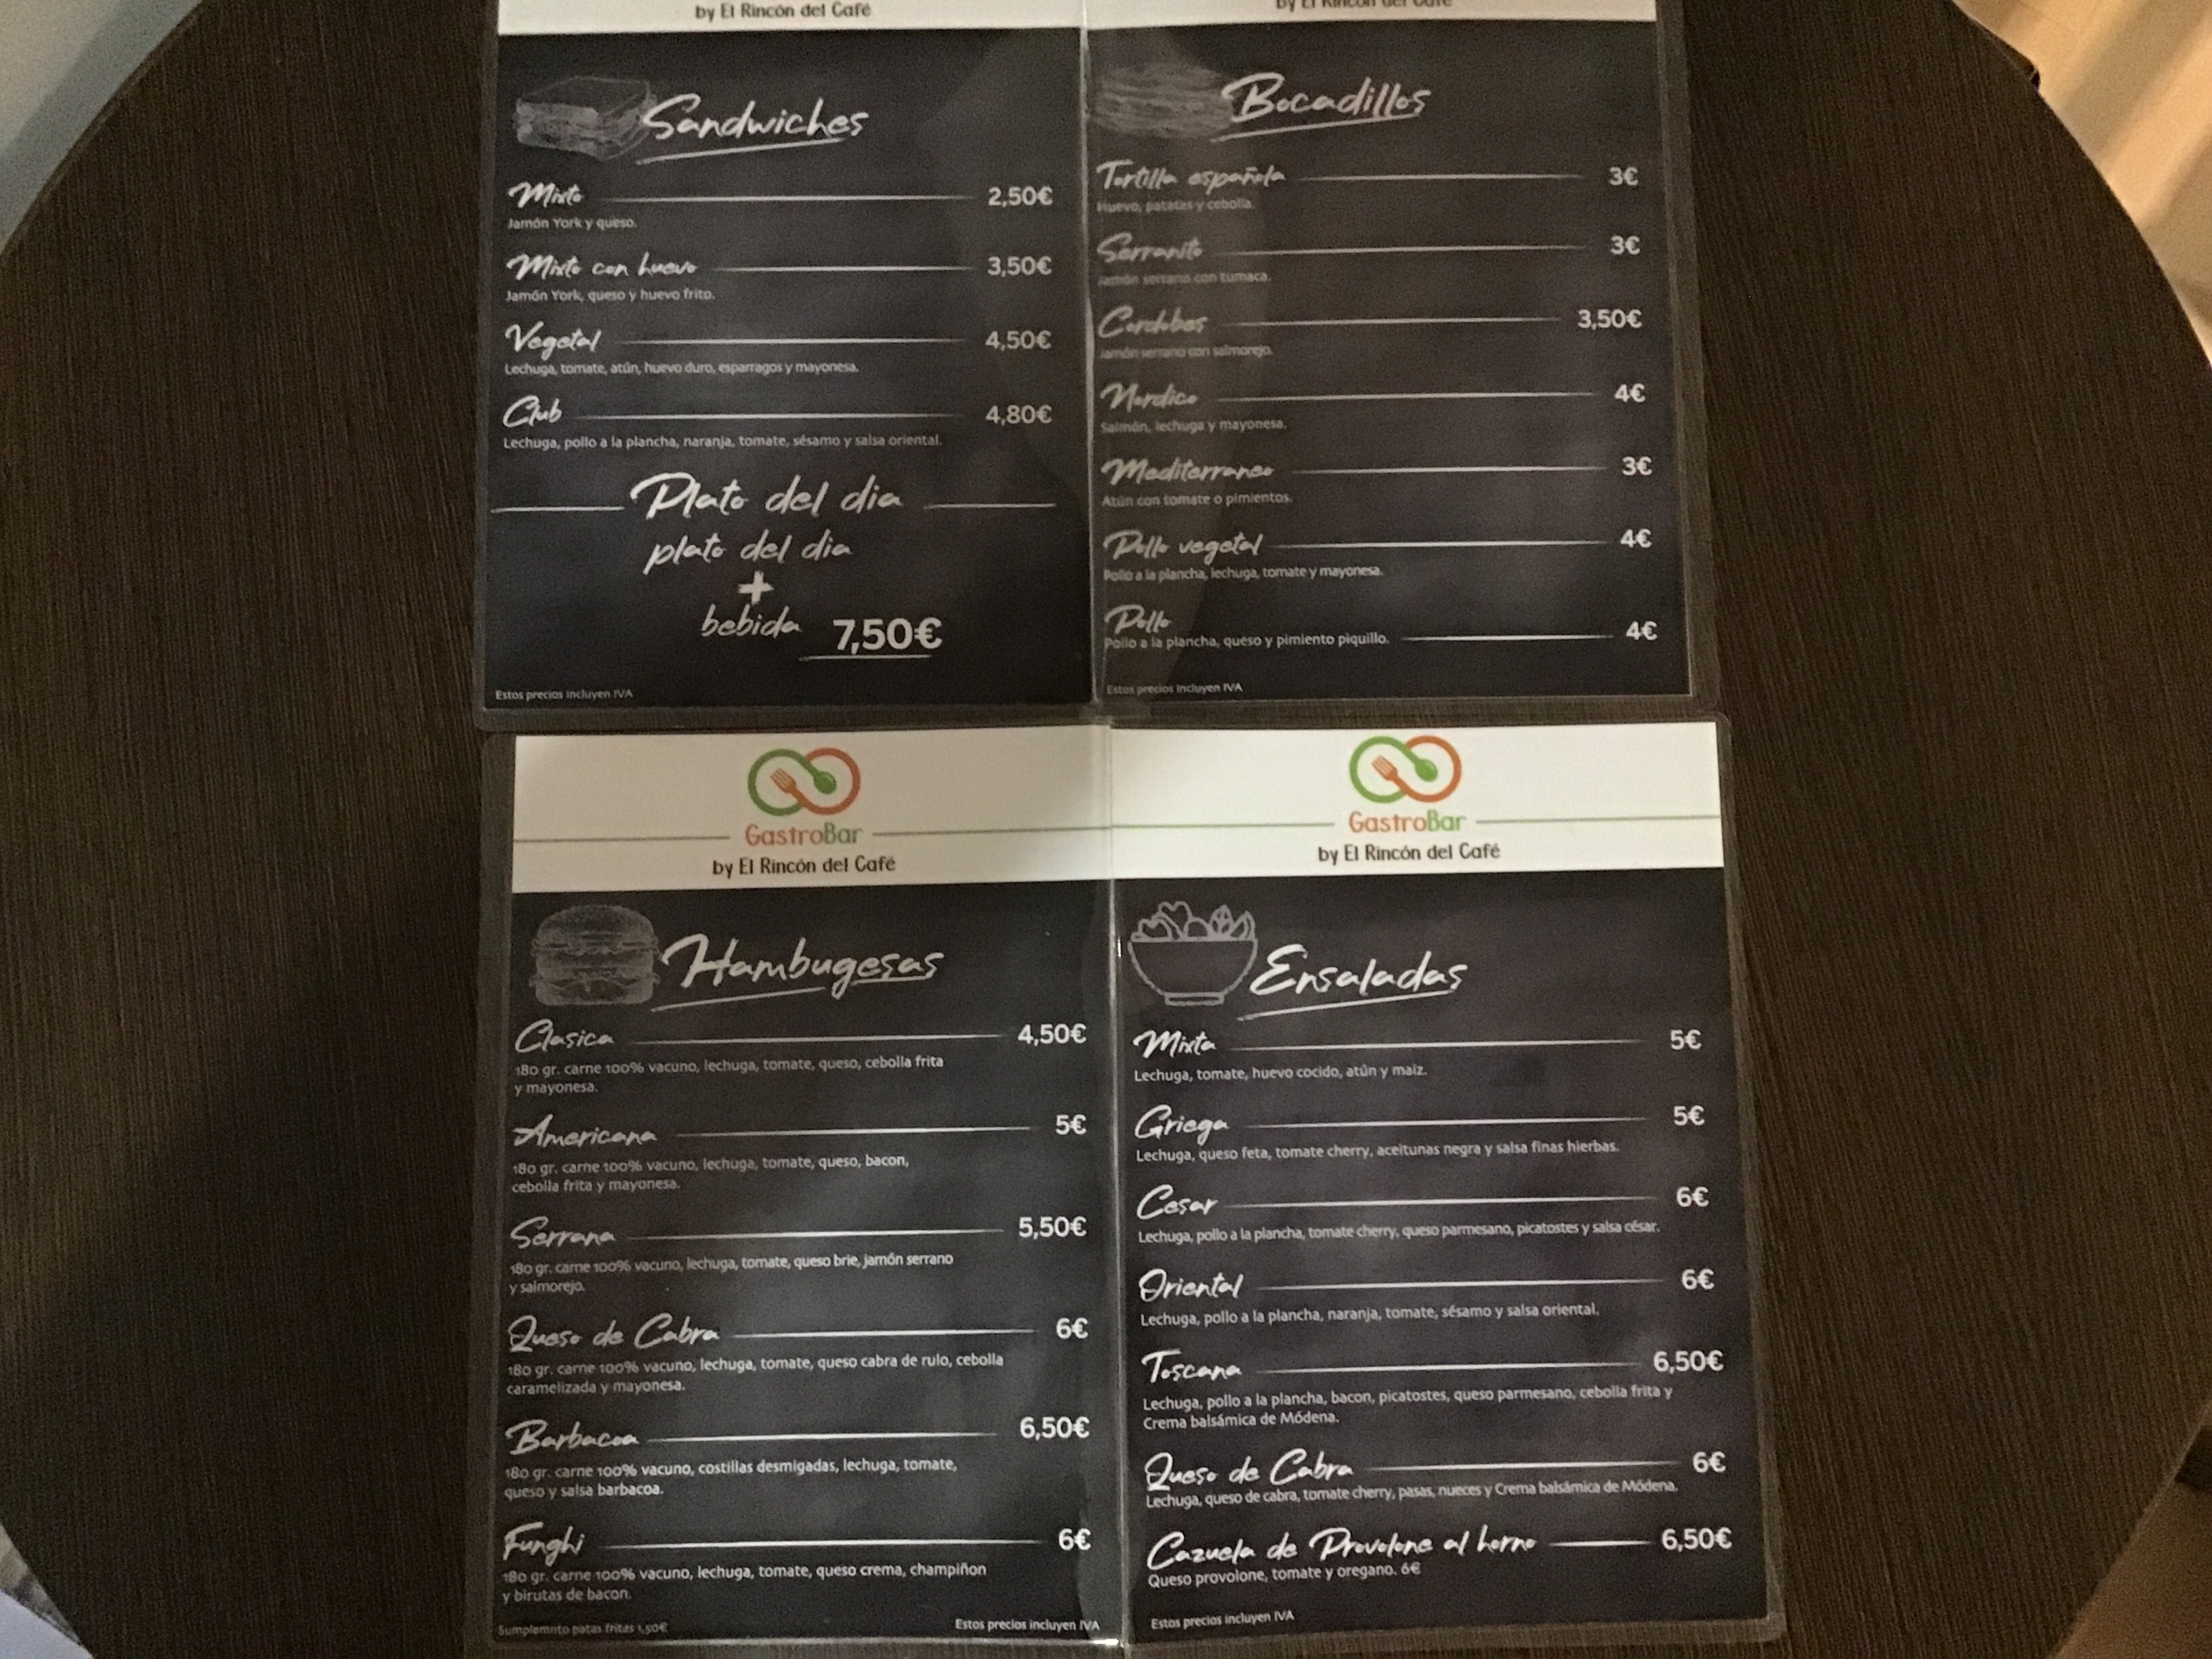 by El Rincón del Café
Sandwiches
Mixto 2,50€
Jamón York y queso.
Mixto con huevo 3,50€
Jamón York, queso y huevo frito.
Vegetal 4,50€
Lechuga, tomate, atún, huevo duro, esparragos y mayonesa.
Club 4,80€
Lechuga, pollo a la plancha, naranja, tomate, sésamo y salsa oriental.
Plato del dia
plato del dia
+
bebida 7,50€
Estos precios incluyen IVA
by El Rincón del Café
Bocadillos
Tortilla española 3€
Huevo, patatas y cebolla.
Serranito 3€
Jamón serrano con tumaca.
Cordobes 3,50€
Jamón serrano con salmorejo.
Nordico 4€
Salmón, lechuga y mayonesa.
Mediterraneo 3€
Atún con tomate o pimientos.
Pollo vegetal 4€
Pollo a la plancha, lechuga, tomate y mayonesa.
Pollo
Pollo a la plancha, queso y pimiento piquillo. 4€
Estos precios incluyen IVA
GastroBar
by El Rincón del Café
Hambugesas
Clasica 4,50€
180 gr. carne 100% vacuno, lechuga, tomate, queso, cebolla frita
y mayonesa.
Americana 5€
180 gr. carne 100% vacuno, lechuga, tomate, queso, bacon,
cebolla frita y mayonesa.
Serrana 5,50€
180 gr. carne 100% vacuno, lechuga, tomate, queso brie, jamón serrano
y salmorejo.
Queso de Cabra 6€
180 gr. carne 100% vacuno, lechuga, tomate, queso cabra de rulo, cebolla
caramelizada y mayonesa.
Barbacoa 6,50€
180 gr. carne 100% vacuno, costillas desmigadas, lechuga, tomate,
queso y salsa barbacoa.
Funghi 6€
180 gr. carne 100% vacuno, lechuga, tomate, queso crema, champiñon
y birutas de bacon.
Sumplemnto patas fritas 1,50€
Estos precios incluyen IVA
GastroBar
by El Rincón del Café
Ensaladas
Mixta 5€
Lechuga, tomate, huevo cocido, atún y maiz.
Griega 5€
Lechuga, queso feta, tomate cherry, aceitunas negra y salsa finas hierbas.
Cesar 6€
Lechuga, pollo a la plancha, tomate cherry, queso parmesano, picatostes y salsa césar.
Oriental 6€
Lechuga, pollo a la plancha, naranja, tomate, sésamo y salsa oriental.
Toscana 6,50€
Lechuga, pollo a la plancha, bacon, picatostes, queso parmesano, cebolla frita y
Crema balsámica de Módena.
Queso de Cabra 6€
Lechuga, queso de cabra, tomate cherry, pasas, nueces y Crema balsámica de Módena.
Cazuela de Provolone al horno 6,50€
Queso provolone, tomate y oregano. 6€
Estos precios incluyen IVA